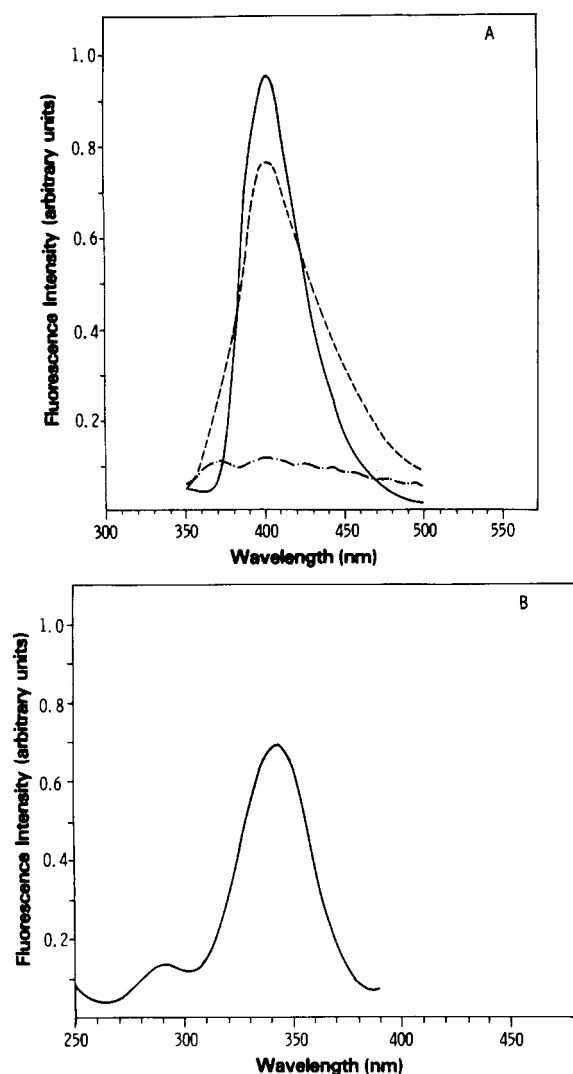 A
Fluorescence Intensity (arbitrary units)
1.0
0.8
0.6
0.4
0.2
300 350 400 450 500 550
Wavelength (nm)
B
Fluorescence Intensity (arbitrary units)
1.0
0.8
0.6
0.4
0.2
250 300 350 400 450
Wavelength (nm)